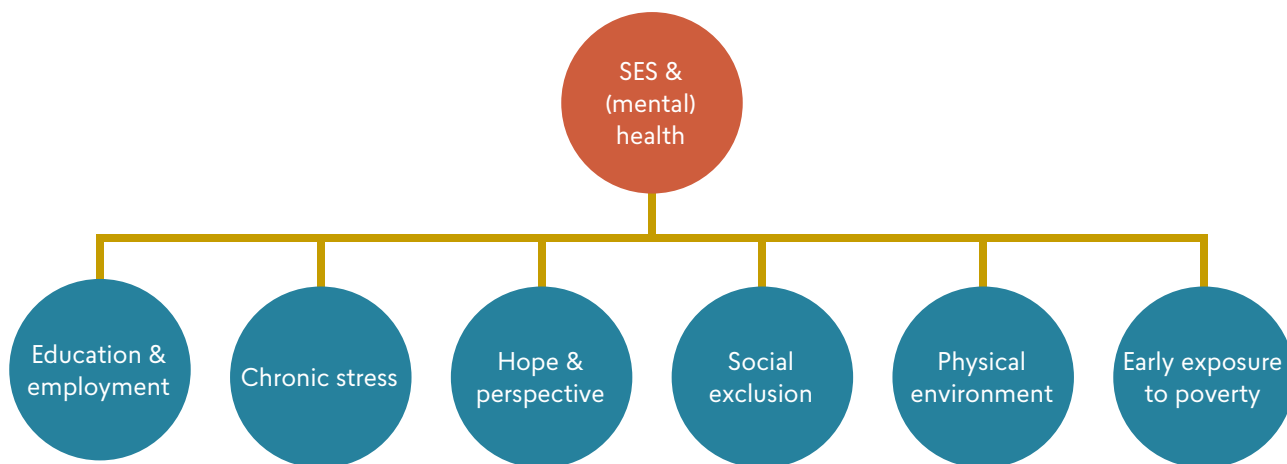 SES &
(mental)
health
Education &
employment
Chronic stress
Hope &
perspective
Social
exclusion
Physical
environment
Early exposure
to poverty